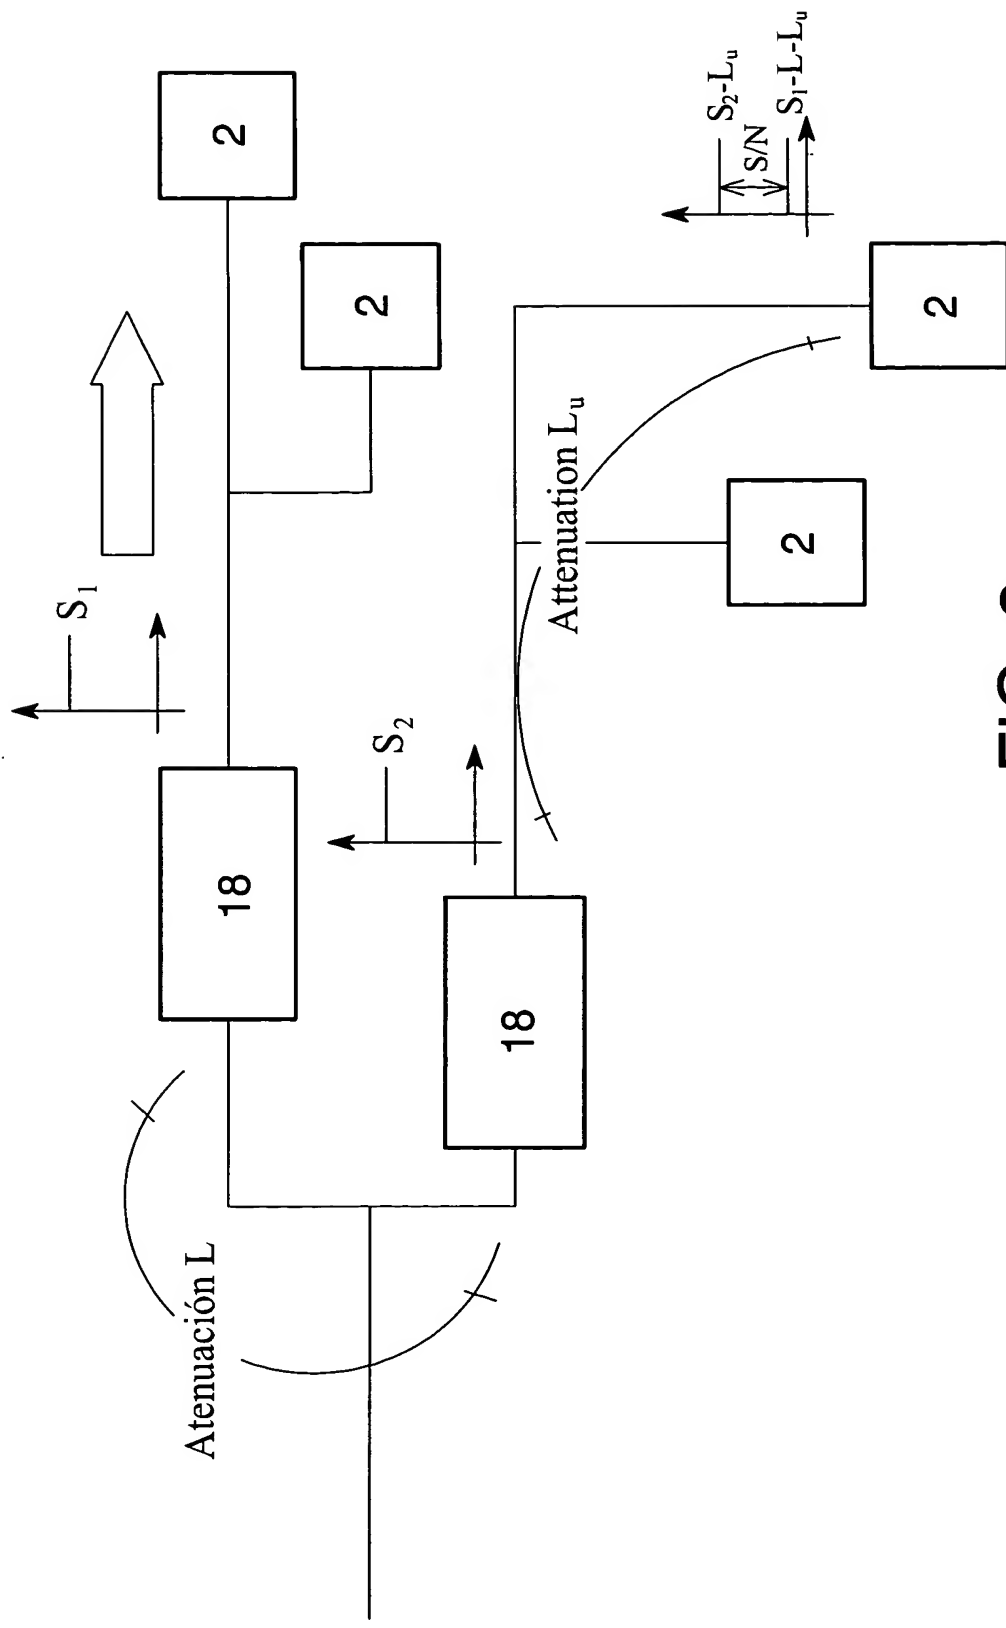 S₁
2
18
2
Atenuación L
S₂
18
Attenuation Lᵤ
2
2
S₂-Lᵤ
S/N
S₁-L-Lᵤ